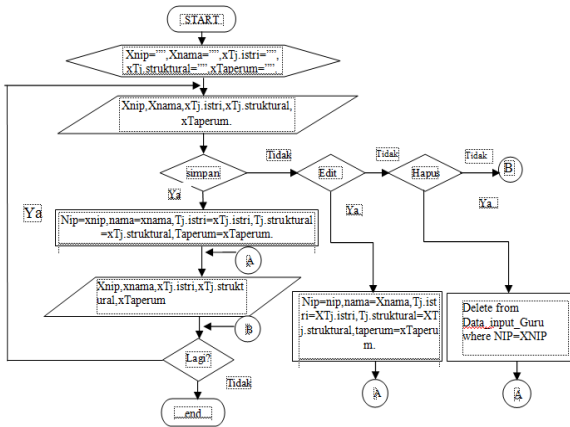 START
Xnip="",Xnama="",xTj.istri="",
xTj.struktural="",xTaperum="",
Xnip,Xnama,xTj.istri,xTj.struktural,
xTaperum.
simpan
Tidak
Edit
Tidak
Hapus
Tidak
B
Ya
Ya
Ya
Ya
Nip=xnip,nama=xnama,Tj.istri=xTj.istri,Tj.struktural
=xTj.struktural,Taperum=xTaperum.
A
Xnip,xnama,xTj.istri,xTj.strukt
ural,xTaperum
B
Nip=nip,nama=Xnama,Tj.ist
ri=XTj.istri,Tj.struktural=XT
j.struktural,taperum=xTaperu
m.
Delete from
Data_input_Guru
where NIP=XNIP
Lagi?
Tidak
A
A
end